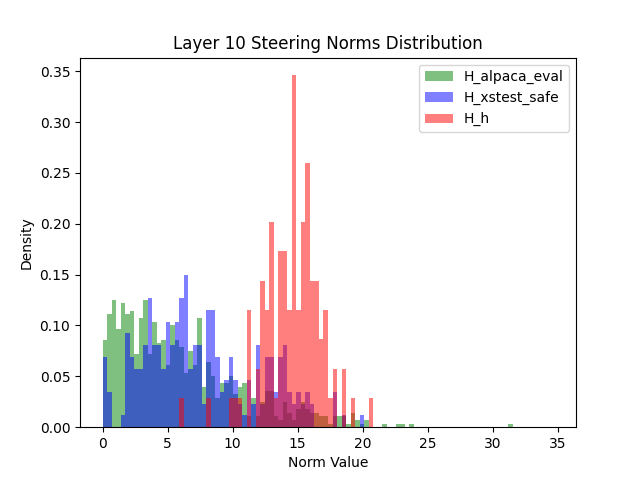 Layer 10 Steering Norms Distribution
H_alpaca_eval
H_xstest_safe
H_h
0.35
0.30
0.25
0.20
0.15
0.10
0.05
0.00
Density
0 5 10 15 20 25 30 35
Norm Value